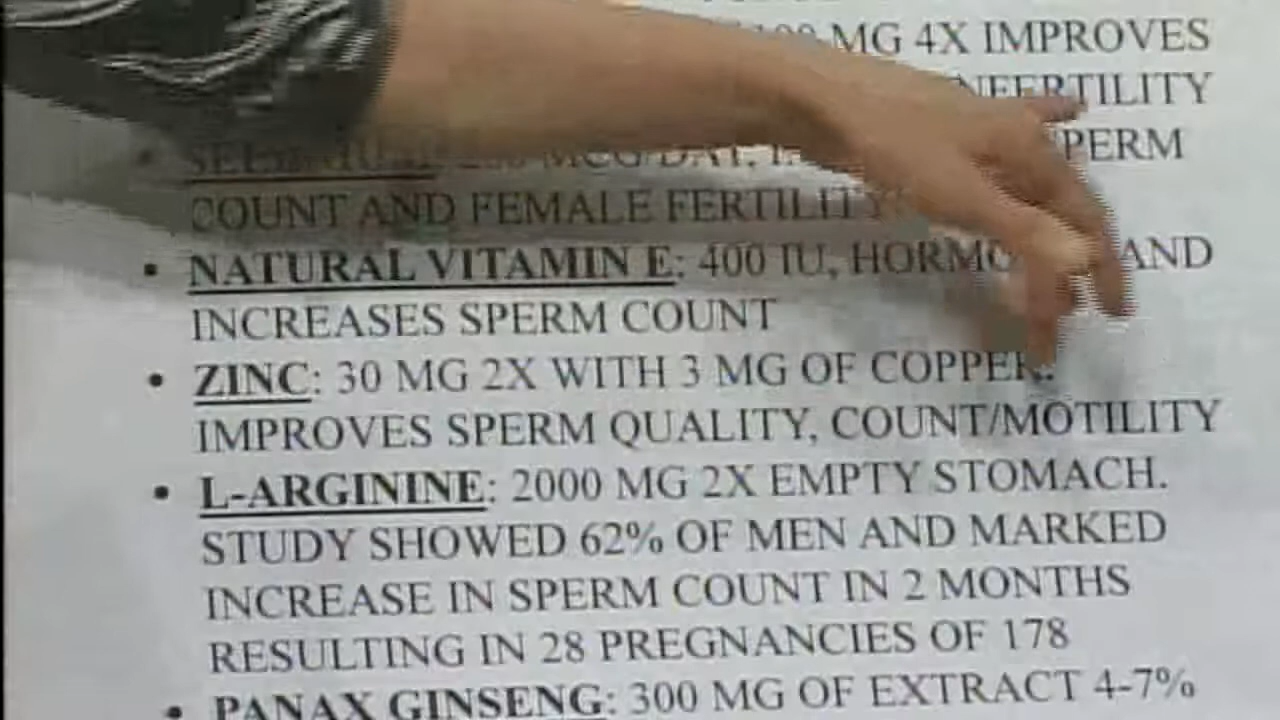 MG 4X IMPROVES
COUNT AND FEMALE FERTILITY
• NATURAL VITAMIN E: 400 IU, AND
INCREASES SPERM COUNT
• ZINC: 30 MG 2X WITH 3 MG OF COPPER:
IMPROVES SPERM QUALITY, COUNT/MOTILITY
• L-ARGININE: 2000 MG 2X EMPTY STOMACH.
STUDY SHOWED 62% OF MEN AND MARKED
INCREASE IN SPERM COUNT IN 2 MONTHS
RESULTING IN 28 PREGNANCIES OF 178
• PANAX GINSENG: 300 MG OF EXTRACT 4-7%